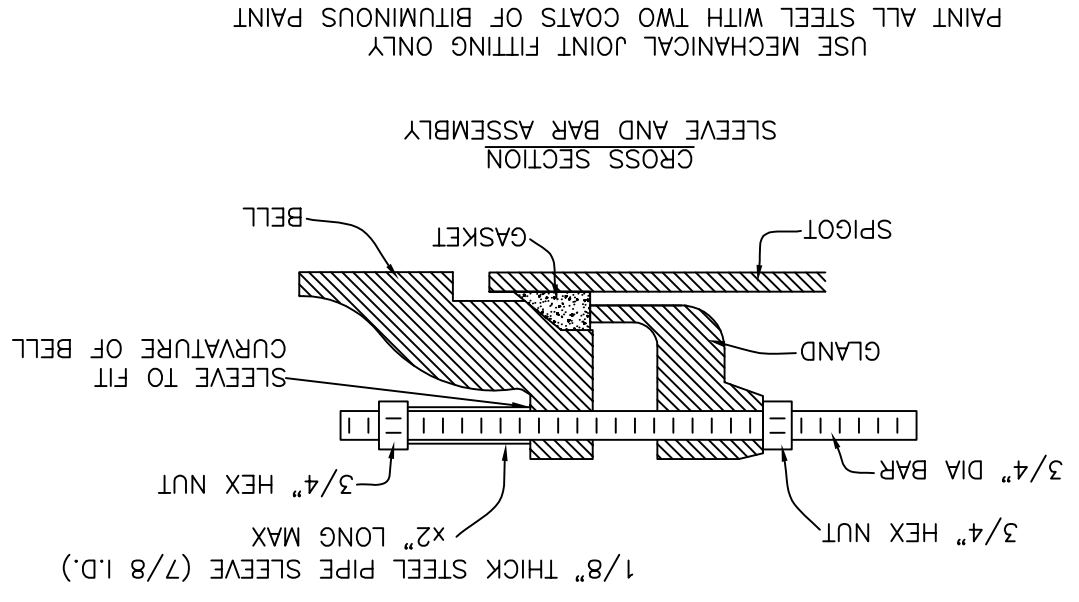 1/8" THICK STEEL PIPE SLEEVE (7/8 I.D.)
x2" LONG MAX
3/4" HEX NUT
3/4" HEX NUT
3/4" DIA BAR
SLEEVE TO FIT
CURVATURE OF BELL
GLAND
SPIGOT
GASKET
BELL
CROSS SECTION
SLEEVE AND BAR ASSEMBLY
USE MECHANICAL JOINT FITTING ONLY
PAINT ALL STEEL WITH TWO COATS OF BITUMINOUS PAINT